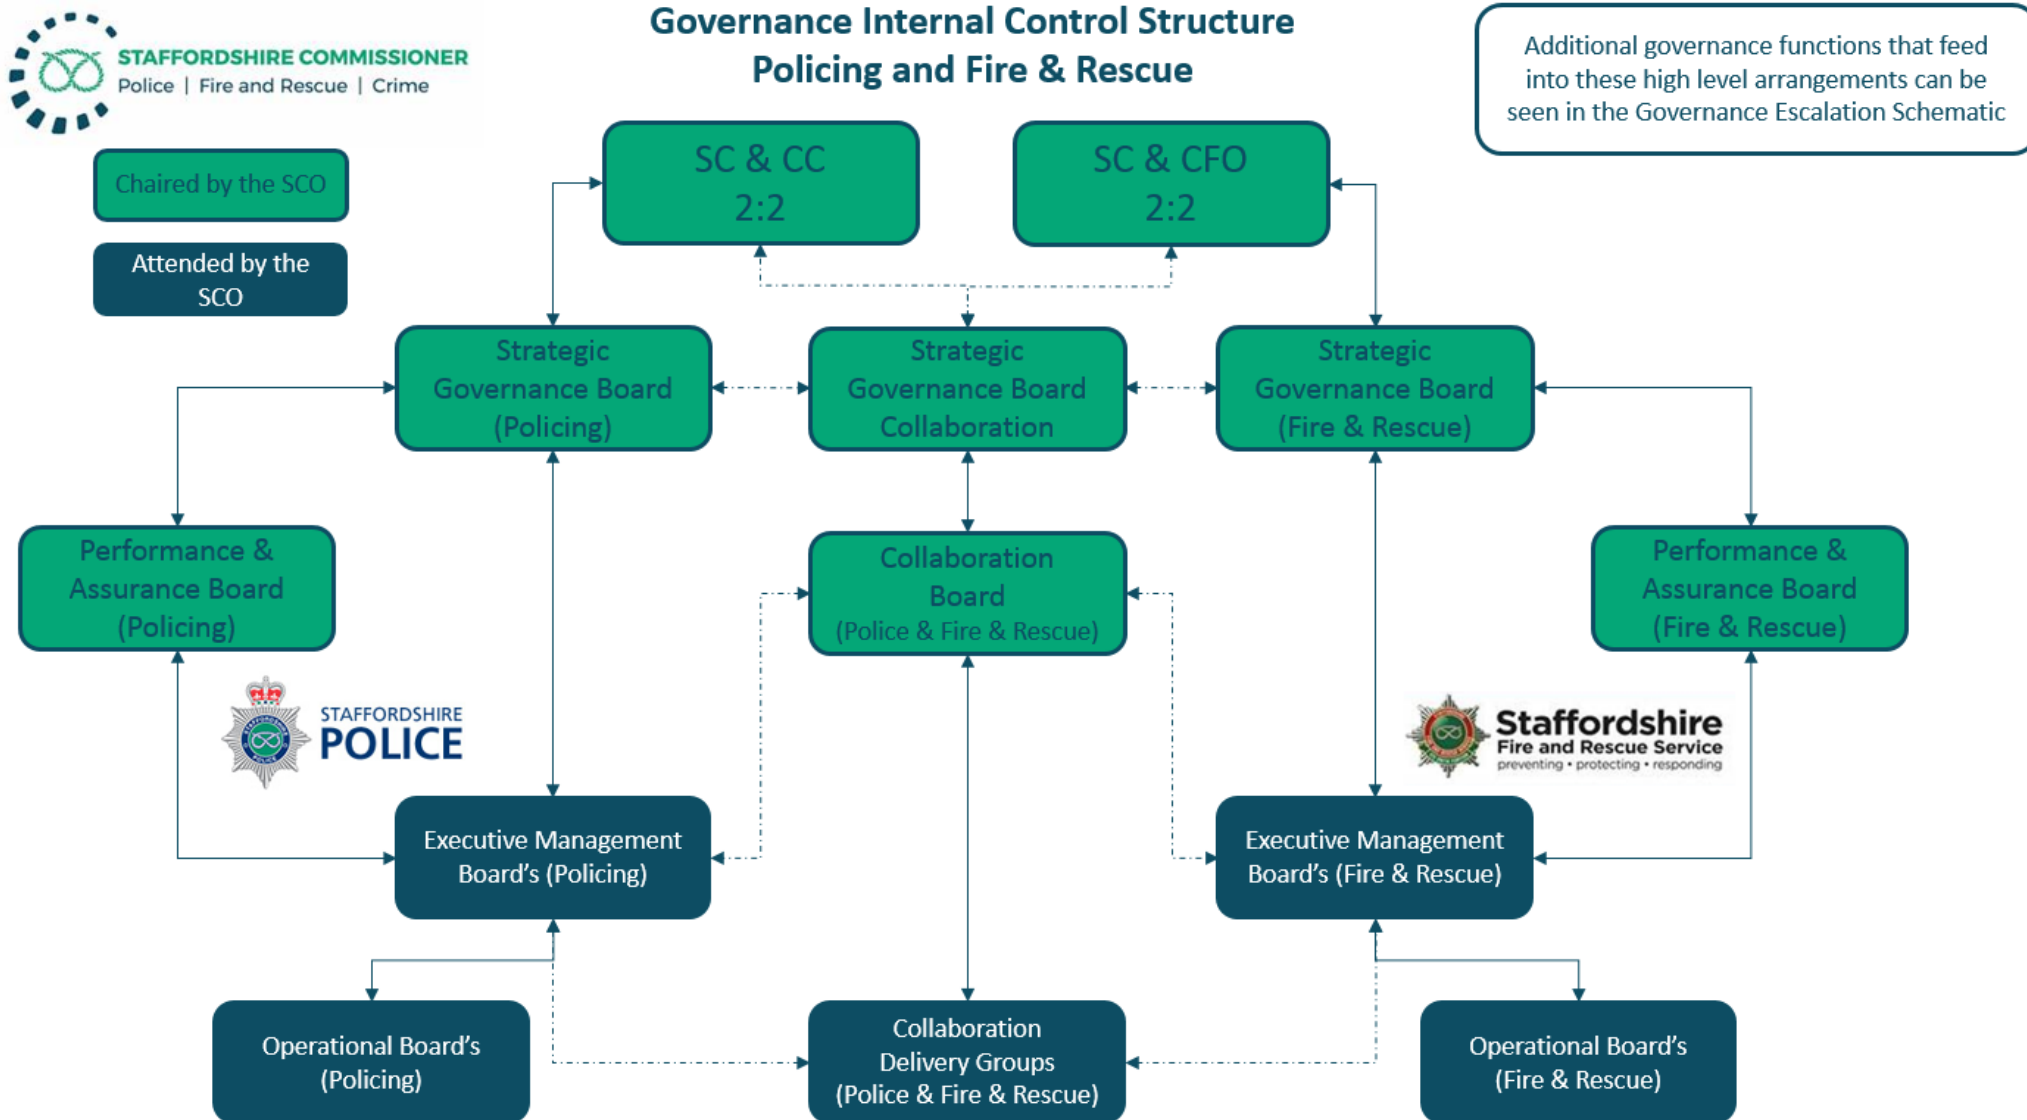 STAFFORDSHIRE COMMISSIONER
Police | Fire and Rescue | Crime
Governance Internal Control Structure
Policing and Fire & Rescue
Additional governance functions that feed
into these high level arrangements can be
seen in the Governance Escalation Schematic
Chaired by the SCO
Attended by the
SCO
SC & CC
2:2
SC & CFO
2:2
Strategic
Governance Board
(Policing)
Strategic
Governance Board
Collaboration
Strategic
Governance Board
(Fire & Rescue)
Performance &
Assurance Board
(Policing)
Collaboration
Board
(Police & Fire & Rescue)
Performance &
Assurance Board
(Fire & Rescue)
STAFFORDSHIRE
POLICE
Staffordshire
Fire and Rescue Service
preventing • protecting • responding
Executive Management
Board's (Policing)
Executive Management
Board's (Fire & Rescue)
Operational Board's
(Policing)
Collaboration
Delivery Groups
(Police & Fire & Rescue)
Operational Board's
(Fire & Rescue)